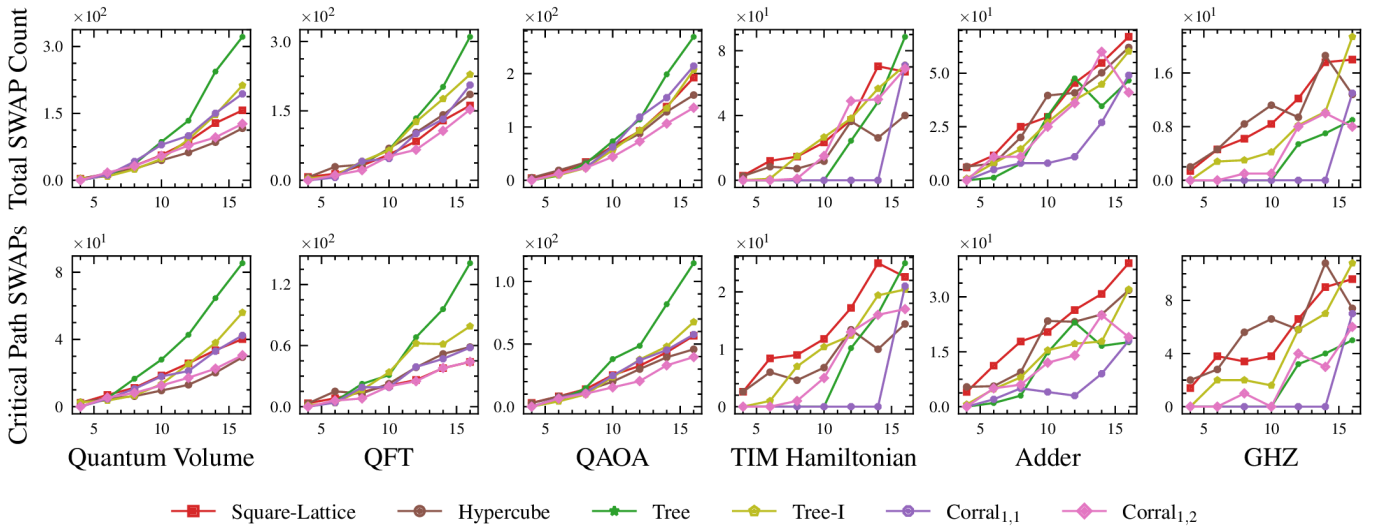 ×10² ×10² ×10² ×10¹ ×10¹ ×10¹
Total SWAP Count
3.0 1.5 0.0 5 10 15
3.0 1.5 0.0 5 10 15
2 1 0 5 10 15
8 4 0 5 10 15
5.0 2.5 0.0 5 10 15
1.6 0.8 0.0 5 10 15
×10¹ ×10² ×10² ×10¹ ×10¹ ×10¹
Critical Path SWAPs
8 4 0 5 10 15
1.2 0.6 0.0 5 10 15
1.0 0.5 0.0 5 10 15
2 1 0 5 10 15
3.0 1.5 0.0 5 10 15
8 4 0 5 10 15
Quantum Volume QFT QAOA TIM Hamiltonian Adder GHZ
Square-Lattice Hypercube Tree Tree-I Corral₁,₁ Corral₁,₂